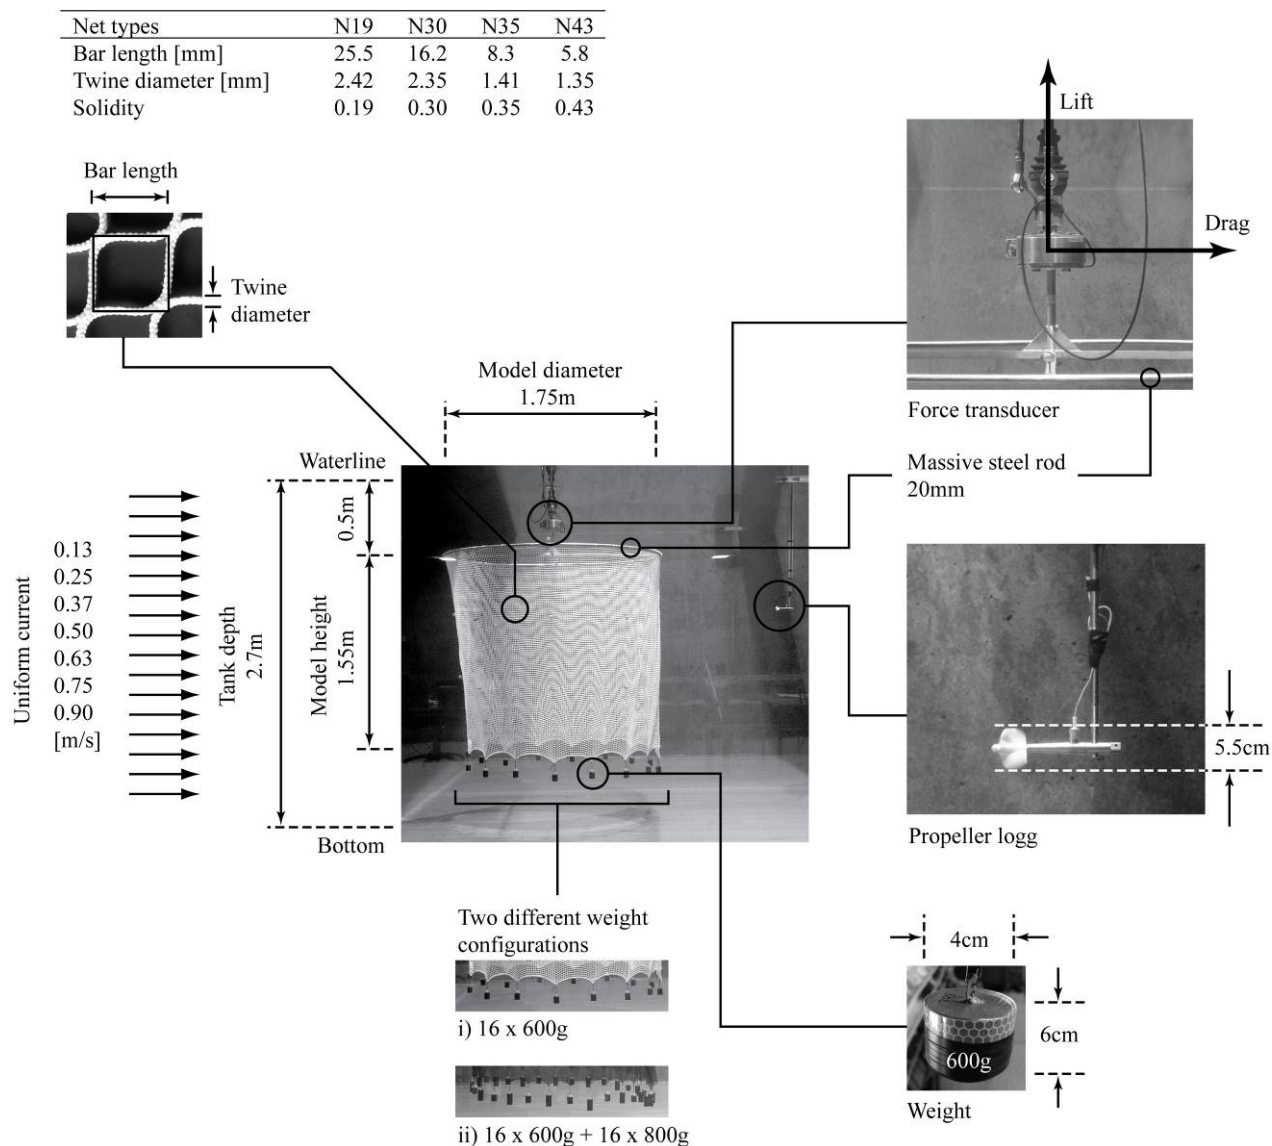 Net types N19 N30 N35 N43
Bar length [mm] 25.5 16.2 8.3 5.8
Twine diameter [mm] 2.42 2.35 1.41 1.35
Solidity 0.19 0.30 0.35 0.43
Bar length
Twine
diameter
Lift
Drag
Force transducer
Massive steel rod
20mm
Model diameter
1.75m
Waterline
0.5m
Model height
1.55m
Tank depth
2.7m
Uniform current
0.13
0.25
0.37
0.50
0.63
0.75
0.90
[m/s]
Bottom
5.5cm
Propeller logg
Two different weight
configurations
i) 16 x 600g
ii) 16 x 600g + 16 x 800g
4cm
6cm
600g
Weight